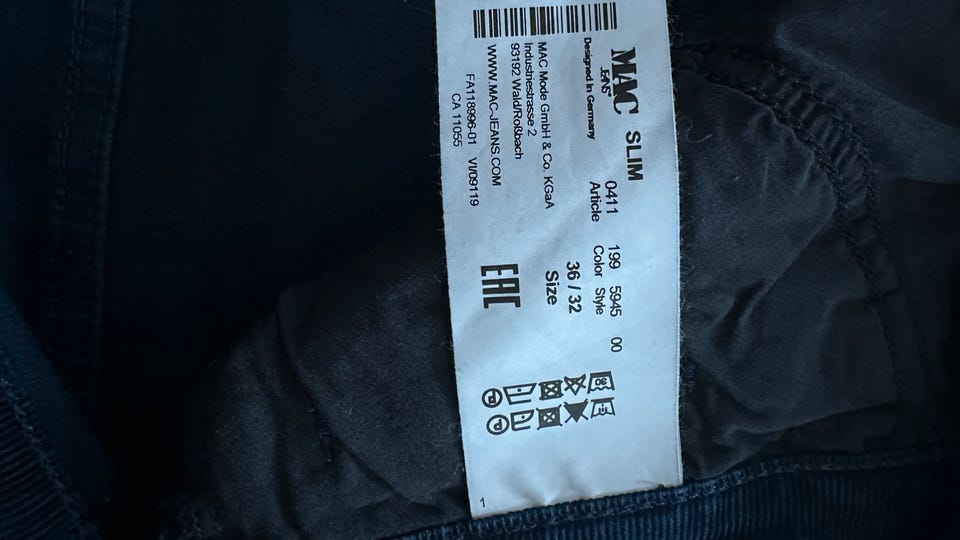 MAC SLIM
JEANS
Designed in Germany
0411 199 5945 00
Article Color Style
36 / 32
Size
MAC Mode GmbH & Co. KGaA
Industriestrasse 2
93192 Wald/Roßbach
WWW.MAC-JEANS.COM
EAC
FA118996-01 VI/09119
CA 11055
P
P
1